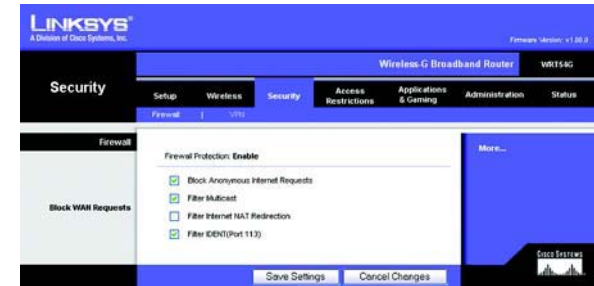 LINKSYS®
A Division of Cisco Systems, Inc.
Firmware Version: v1.00.0
Wireless-G Broadband Router WRT54G
Security
Setup Wireless Security Access Restrictions Applications & Gaming Administration Status
Firewall | VPN
Firewall
Firewall Protection: Enable
More...
Block WAN Requests
Block Anonymous Internet Requests
Filter Multicast
Filter Internet NAT Redirection
Filter IDENT(Port 113)
Save Settings Cancel Changes
CISCO SYSTEMS